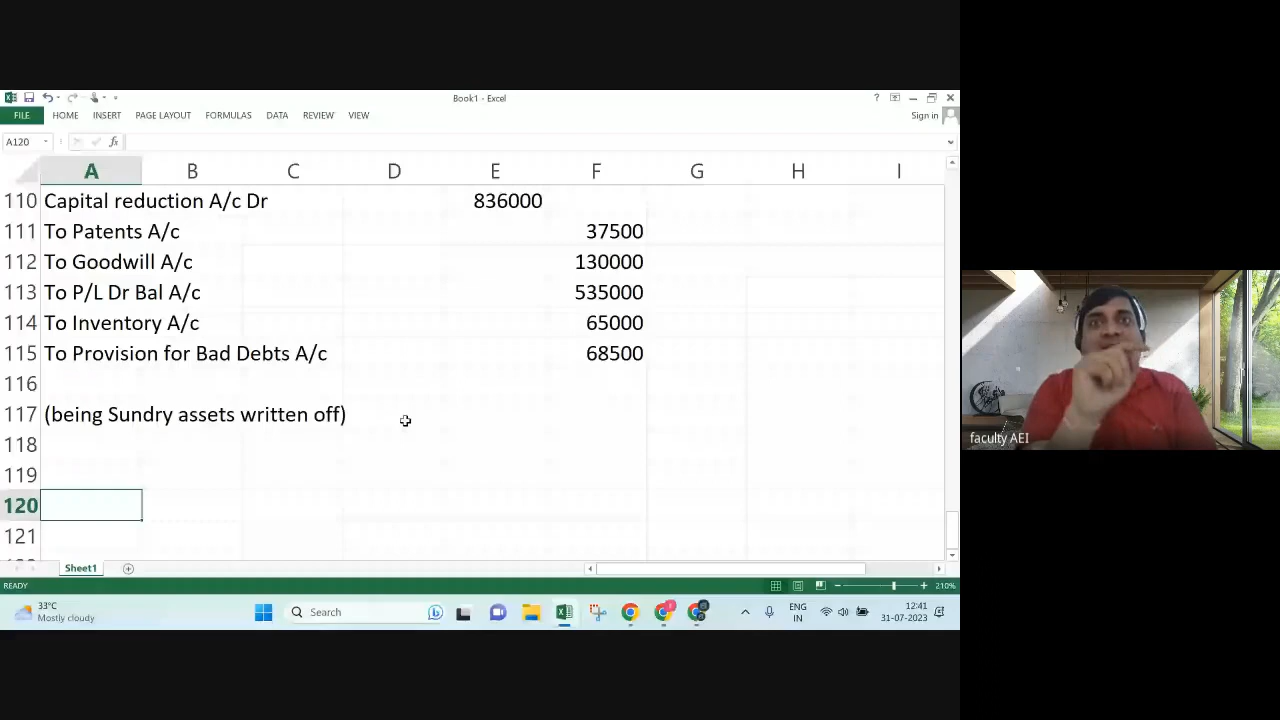 Book1 - Excel
? 
FILE HOME INSERT PAGE LAYOUT FORMULAS DATA REVIEW VIEW Sign in
A120 fx
A B C D E F G H I
110 Capital reduction A/c Dr 836000
111 To Patents A/c 37500
112 To Goodwill A/c 130000
113 To P/L Dr Bal A/c 535000
114 To Inventory A/c 65000
115 To Provision for Bad Debts A/c 68500
116
117 (being Sundry assets written off)
118
119
120
121
Sheet1
READY 210%
33°C
Mostly cloudy
Search
ENG
IN
12:41
31-07-2023
faculty AEI